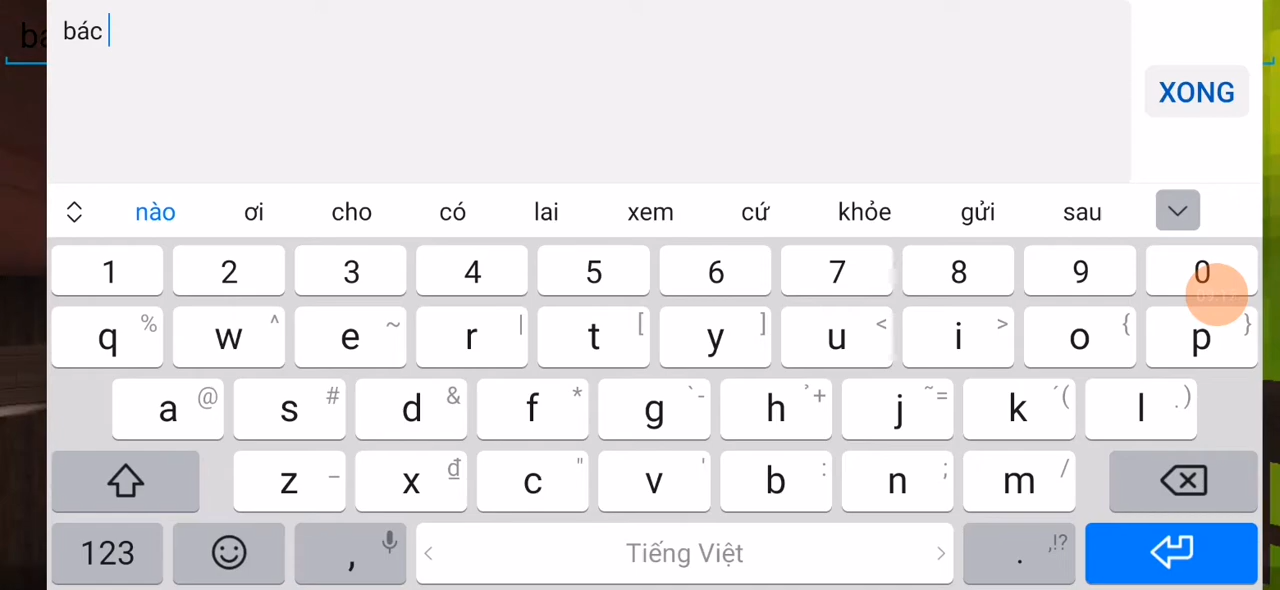 bác
XONG
nào ơi cho có lai xem cứ khỏe gửi sau
1 2 3 4 5 6 7 8 9 0
q % w ^ e ~ r | t [ y ] u < i > o { p }
a @ s # d & f * g ` - h ̉ + j ˜ = k ´ ( l . )
z _ x ₫ c " v ' b : n ; m /
123 , < Tiếng Việt > . ,!?